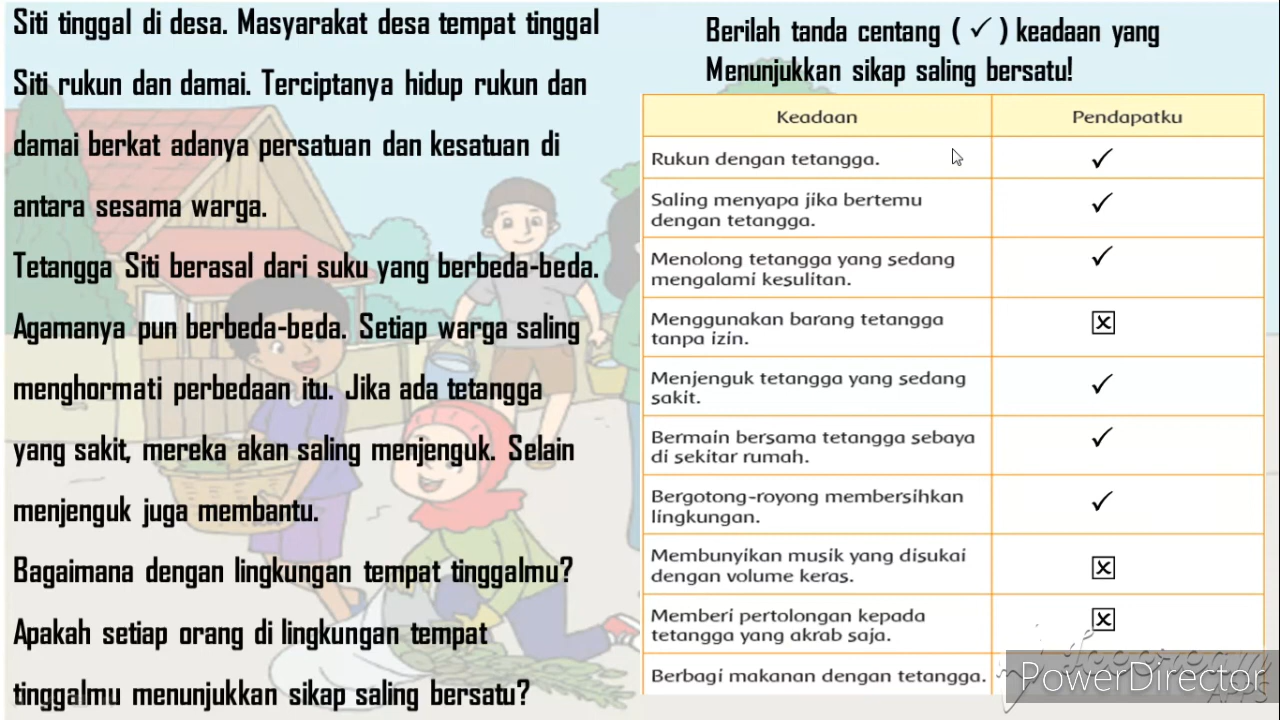 Siti tinggal di desa. Masyarakat desa tempat tinggal
Siti rukun dan damai. Terciptanya hidup rukun dan
damai berkat adanya persatuan dan kesatuan di
antara sesama warga.
Tetangga Siti berasal dari suku yang berbeda-beda.
Agamanya pun berbeda-beda. Setiap warga saling
menghormati perbedaan itu. Jika ada tetangga
yang sakit, mereka akan saling menjenguk. Selain
menjenguk juga membantu.
Bagaimana dengan lingkungan tempat tinggalmu?
Apakah setiap orang di lingkungan tempat
tinggalmu menunjukkan sikap saling bersatu?
Berilah tanda centang ( ✓ ) keadaan yang
Menunjukkan sikap saling bersatu!
Keadaan Pendapatku
Rukun dengan tetangga. ✓
Saling menyapa jika bertemu ✓
dengan tetangga.
Menolong tetangga yang sedang ✓
mengalami kesulitan.
Menggunakan barang tetangga ☒
tanpa izin.
Menjenguk tetangga yang sedang ✓
sakit.
Bermain bersama tetangga sebaya ✓
di sekitar rumah.
Bergotong-royong membersihkan ✓
lingkungan.
Membunyikan musik yang disukai ☒
dengan volume keras.
Memberi pertolongan kepada ☒
tetangga yang akrab saja.
Berbagi makanan dengan tetangga.
PowerDirector